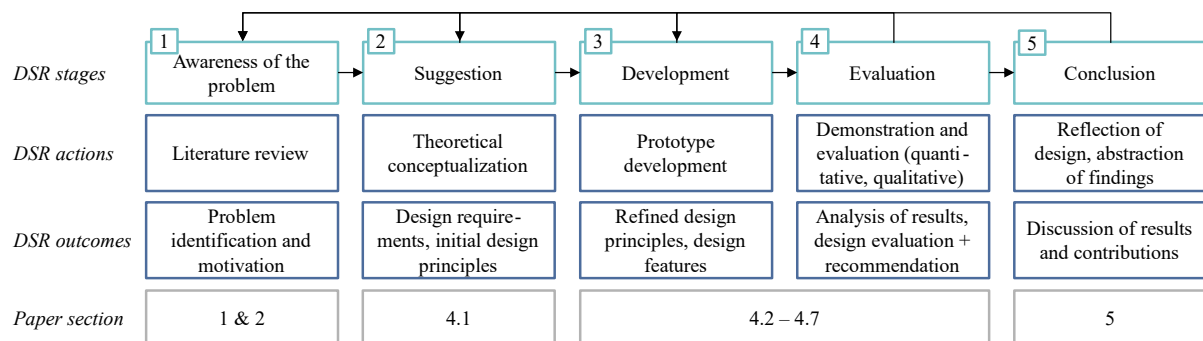 1
2
3
4
5
DSR stages
Awareness of the
problem
Suggestion
Development
Evaluation
Conclusion
DSR actions
Literature review
Theoretical
conceptualization
Prototype
development
Demonstration and
evaluation (quanti-
tative, qualitative)
Reflection of
design, abstraction
of findings
DSR outcomes
Problem
identification and
motivation
Design require-
ments, initial design
principles
Refined design
principles, design
features
Analysis of results,
design evaluation +
recommendation
Discussion of results
and contributions
Paper section
1 & 2
4.1
4.2 – 4.7
5